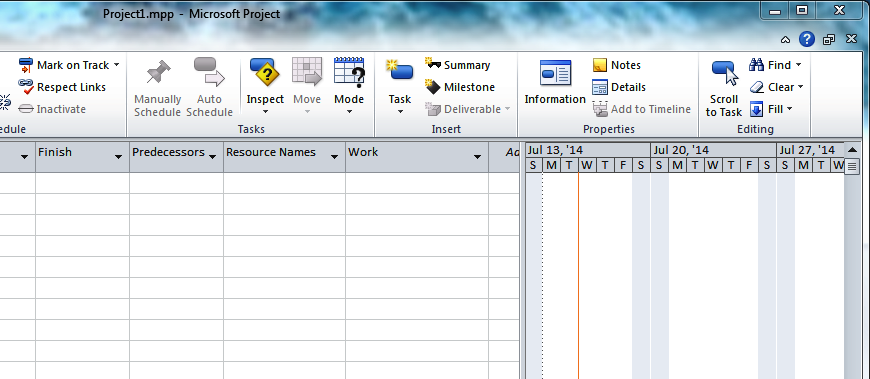 Project1.mpp - Microsoft Project
Mark on Track
Respect Links
Inactivate
Manually
Schedule
Auto
Schedule
Inspect
Move
Mode
Task
Summary
Milestone
Deliverable
Information
Notes
Details
Add to Timeline
Scroll
to Task
Find
Clear
Fill
edule
Tasks
Insert
Properties
Editing
Finish Predecessors Resource Names Work Ad
Jul 13, '14 Jul 20, '14 Jul 27, '14
S M T W T F S S M T W T F S S M T W